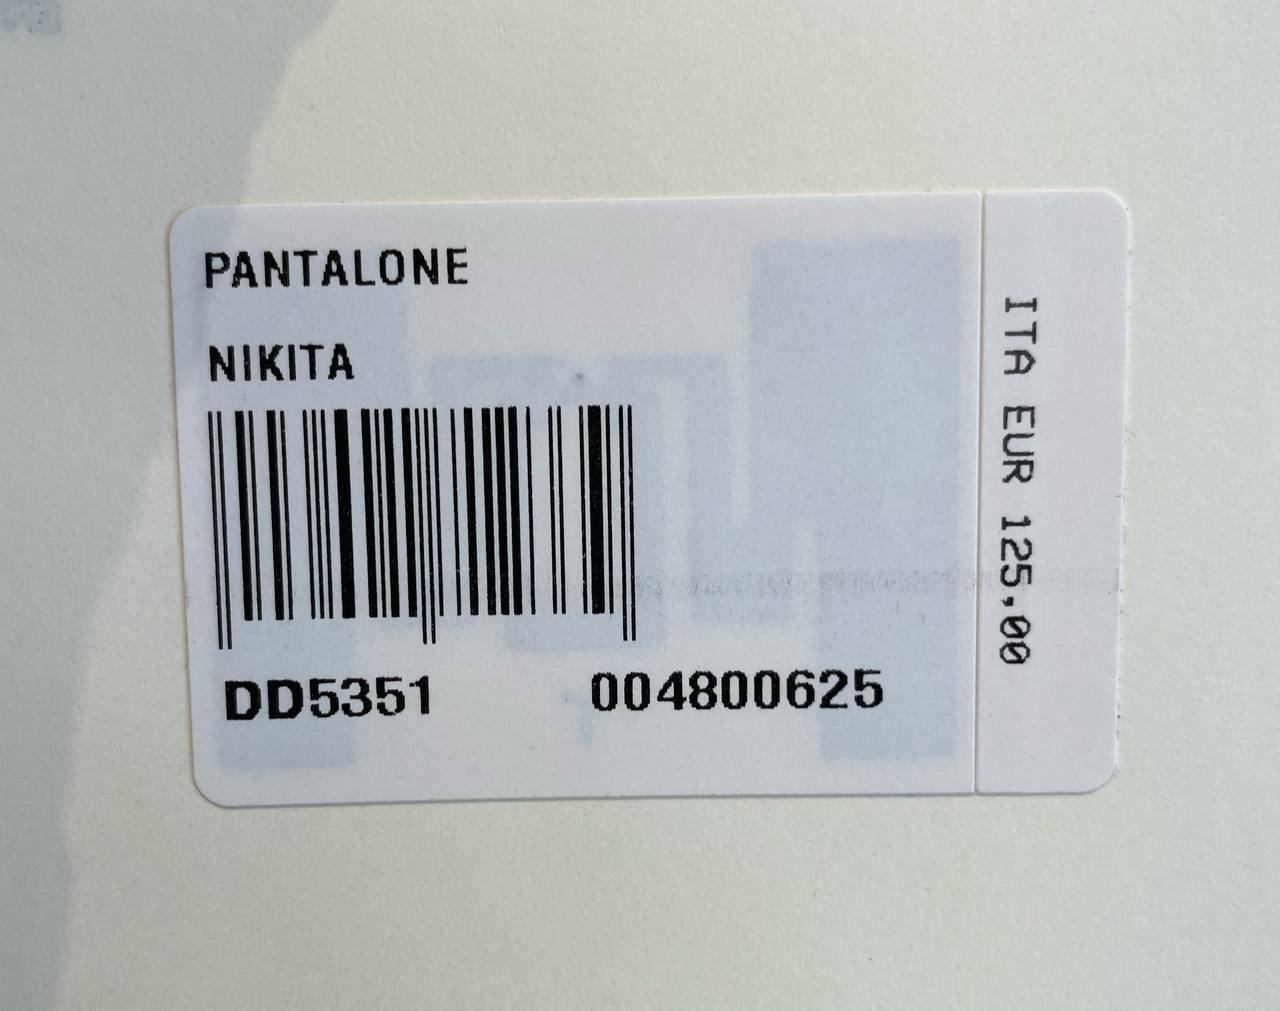 PANTALONE
NIKITA
DD5351 004800625
ITA EUR 125,00